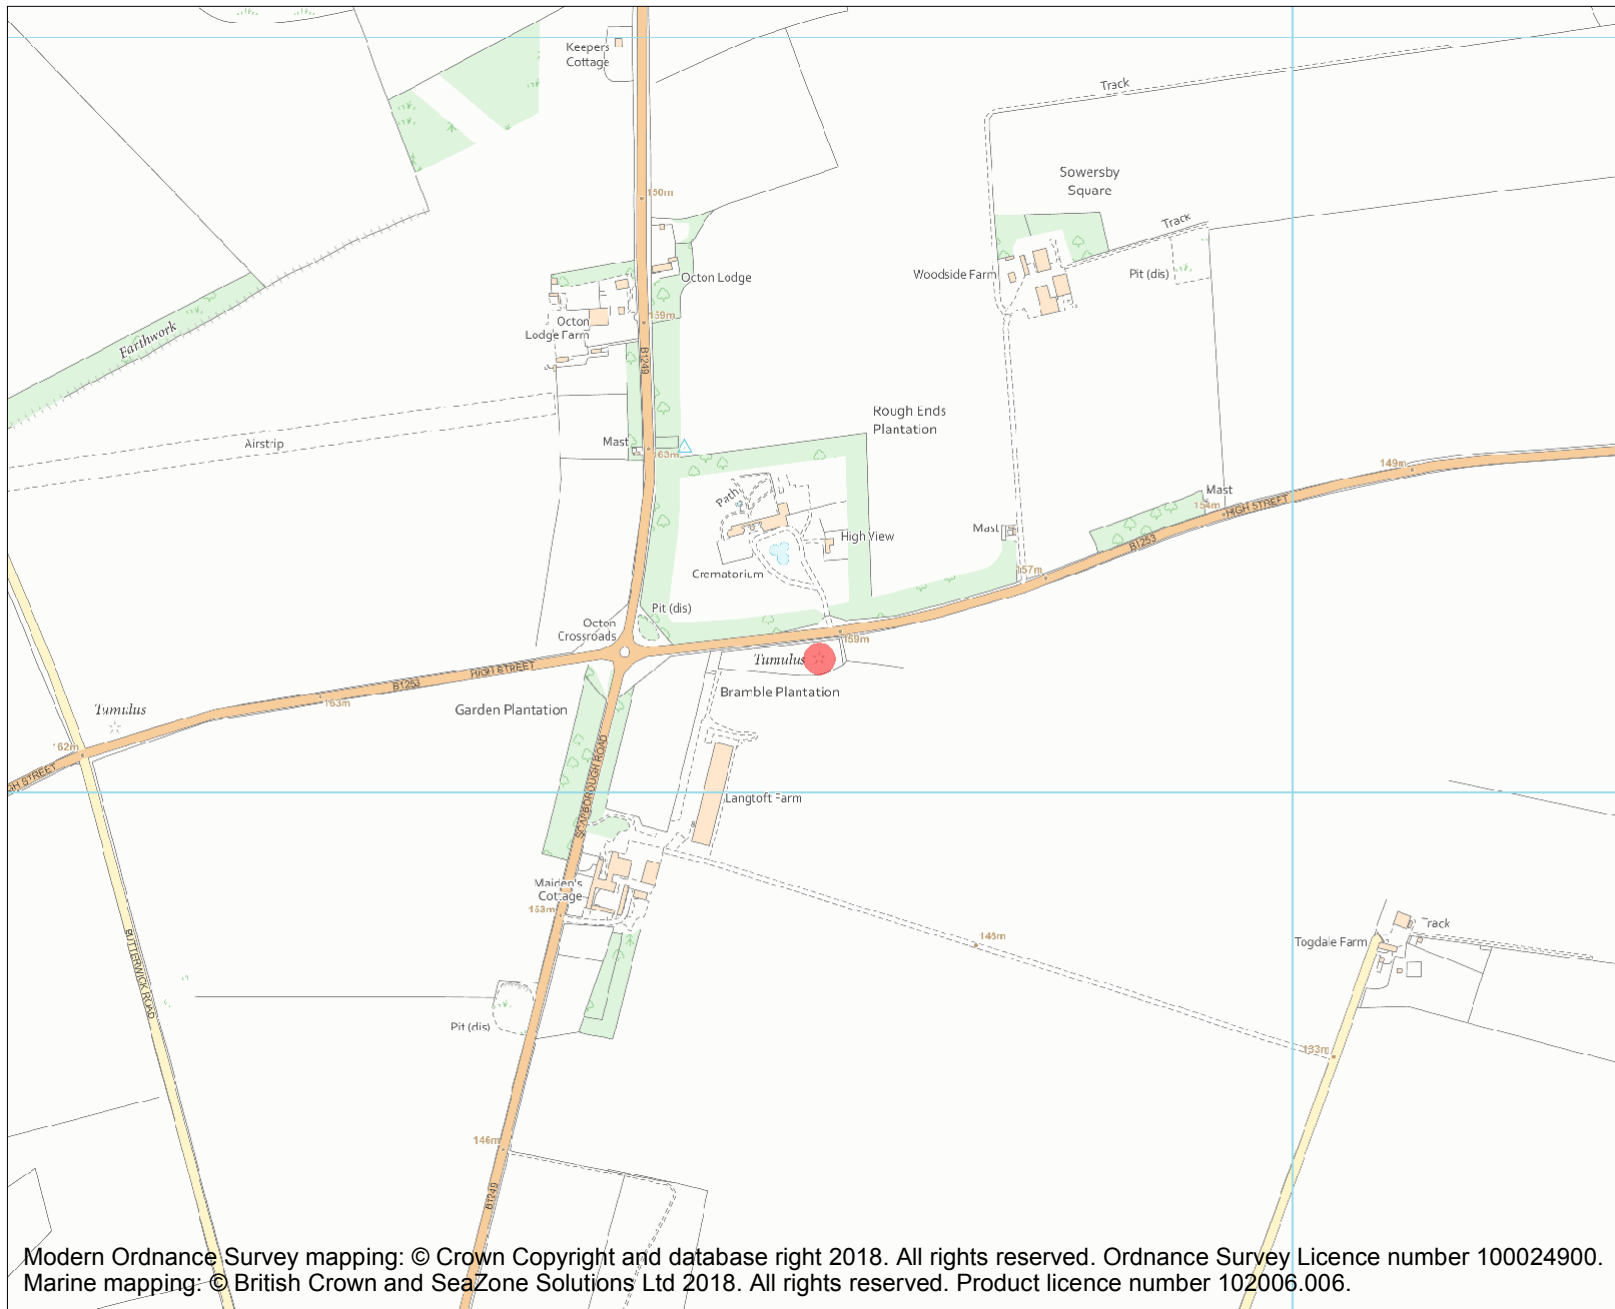 Keepers
Cottage
Track
150m
Sowersby
Square
Track
Woodside Farm
Pit (dis)
Octon Lodge
159m
Octon
Lodge Farm
Earthwork
B1249
Rough Ends
Plantation
Airstrip
Mast
163m
149m
Mast
154m
HIGH STREET
Path
Mast
High View
B1253
Crematorium
157m
Pit (dis)
Octon
Crossroads
159m
Tumulus
HIGH STREET
B1253
Bramble Plantation
163m
Garden Plantation
Tumulus
162m
GH STREET
SCARBOROUGH ROAD
Langtoft Farm
Maiden's
Cottage
153m
Track
Togdale Farm
BUTTERWICK ROAD
Pit (dis)
133m
146m
B1249
Modern Ordnance Survey mapping: © Crown Copyright and database right 2018. All rights reserved. Ordnance Survey Licence number 100024900.
Marine mapping: © British Crown and SeaZone Solutions Ltd 2018. All rights reserved. Product licence number 102006.006.